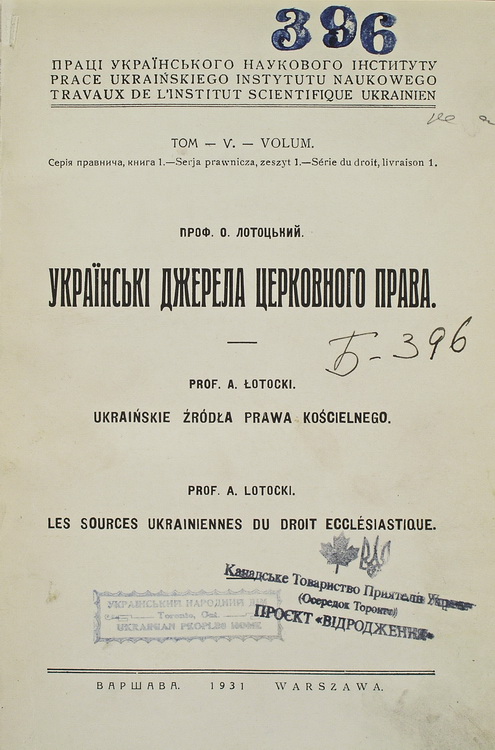 396
ПРАЦІ УКРАЇНСЬКОГО НАУКОВОГО ІНСТИТУТУ
PRACE UKRAIŃSKIEGO INSTYTUTU NAUKOWEGO
TRAVAUX DE L'INSTITUT SCIENTIFIQUE UKRAINIEN
ТОМ — V. — VOLUM.
Серія правнича, книга 1.—Serja prawnicza, zeszyt 1.—Série du droit, livraison 1.
ПРОФ. О. ЛОТОЦЬКИЙ.
УКРАЇНСЬКІ ДЖЕРЕЛА ЦЕРКОВНОГО ПРАВА.
Б-396
PROF. A. ŁOTOCKI.
UKRAIŃSKIE ŹRÓDŁA PRAWA KOŚCIELNEGO.
PROF. A. LOTOCKI.
LES SOURCES UKRAINIENNES DU DROIT ECCLÉSIASTIQUE.
Канадське Товариство Приятелів України
(Осередок Торонто)
ПРОЄКТ «ВІДРОДЖЕННЯ»
УКРАЇНСЬКИЙ НАРОДНИЙ ДІМ
Toronto, Ont.
UKRAINIAN PEOPLES HOME
ВАРШАВА. 1931 WARSZAWA.